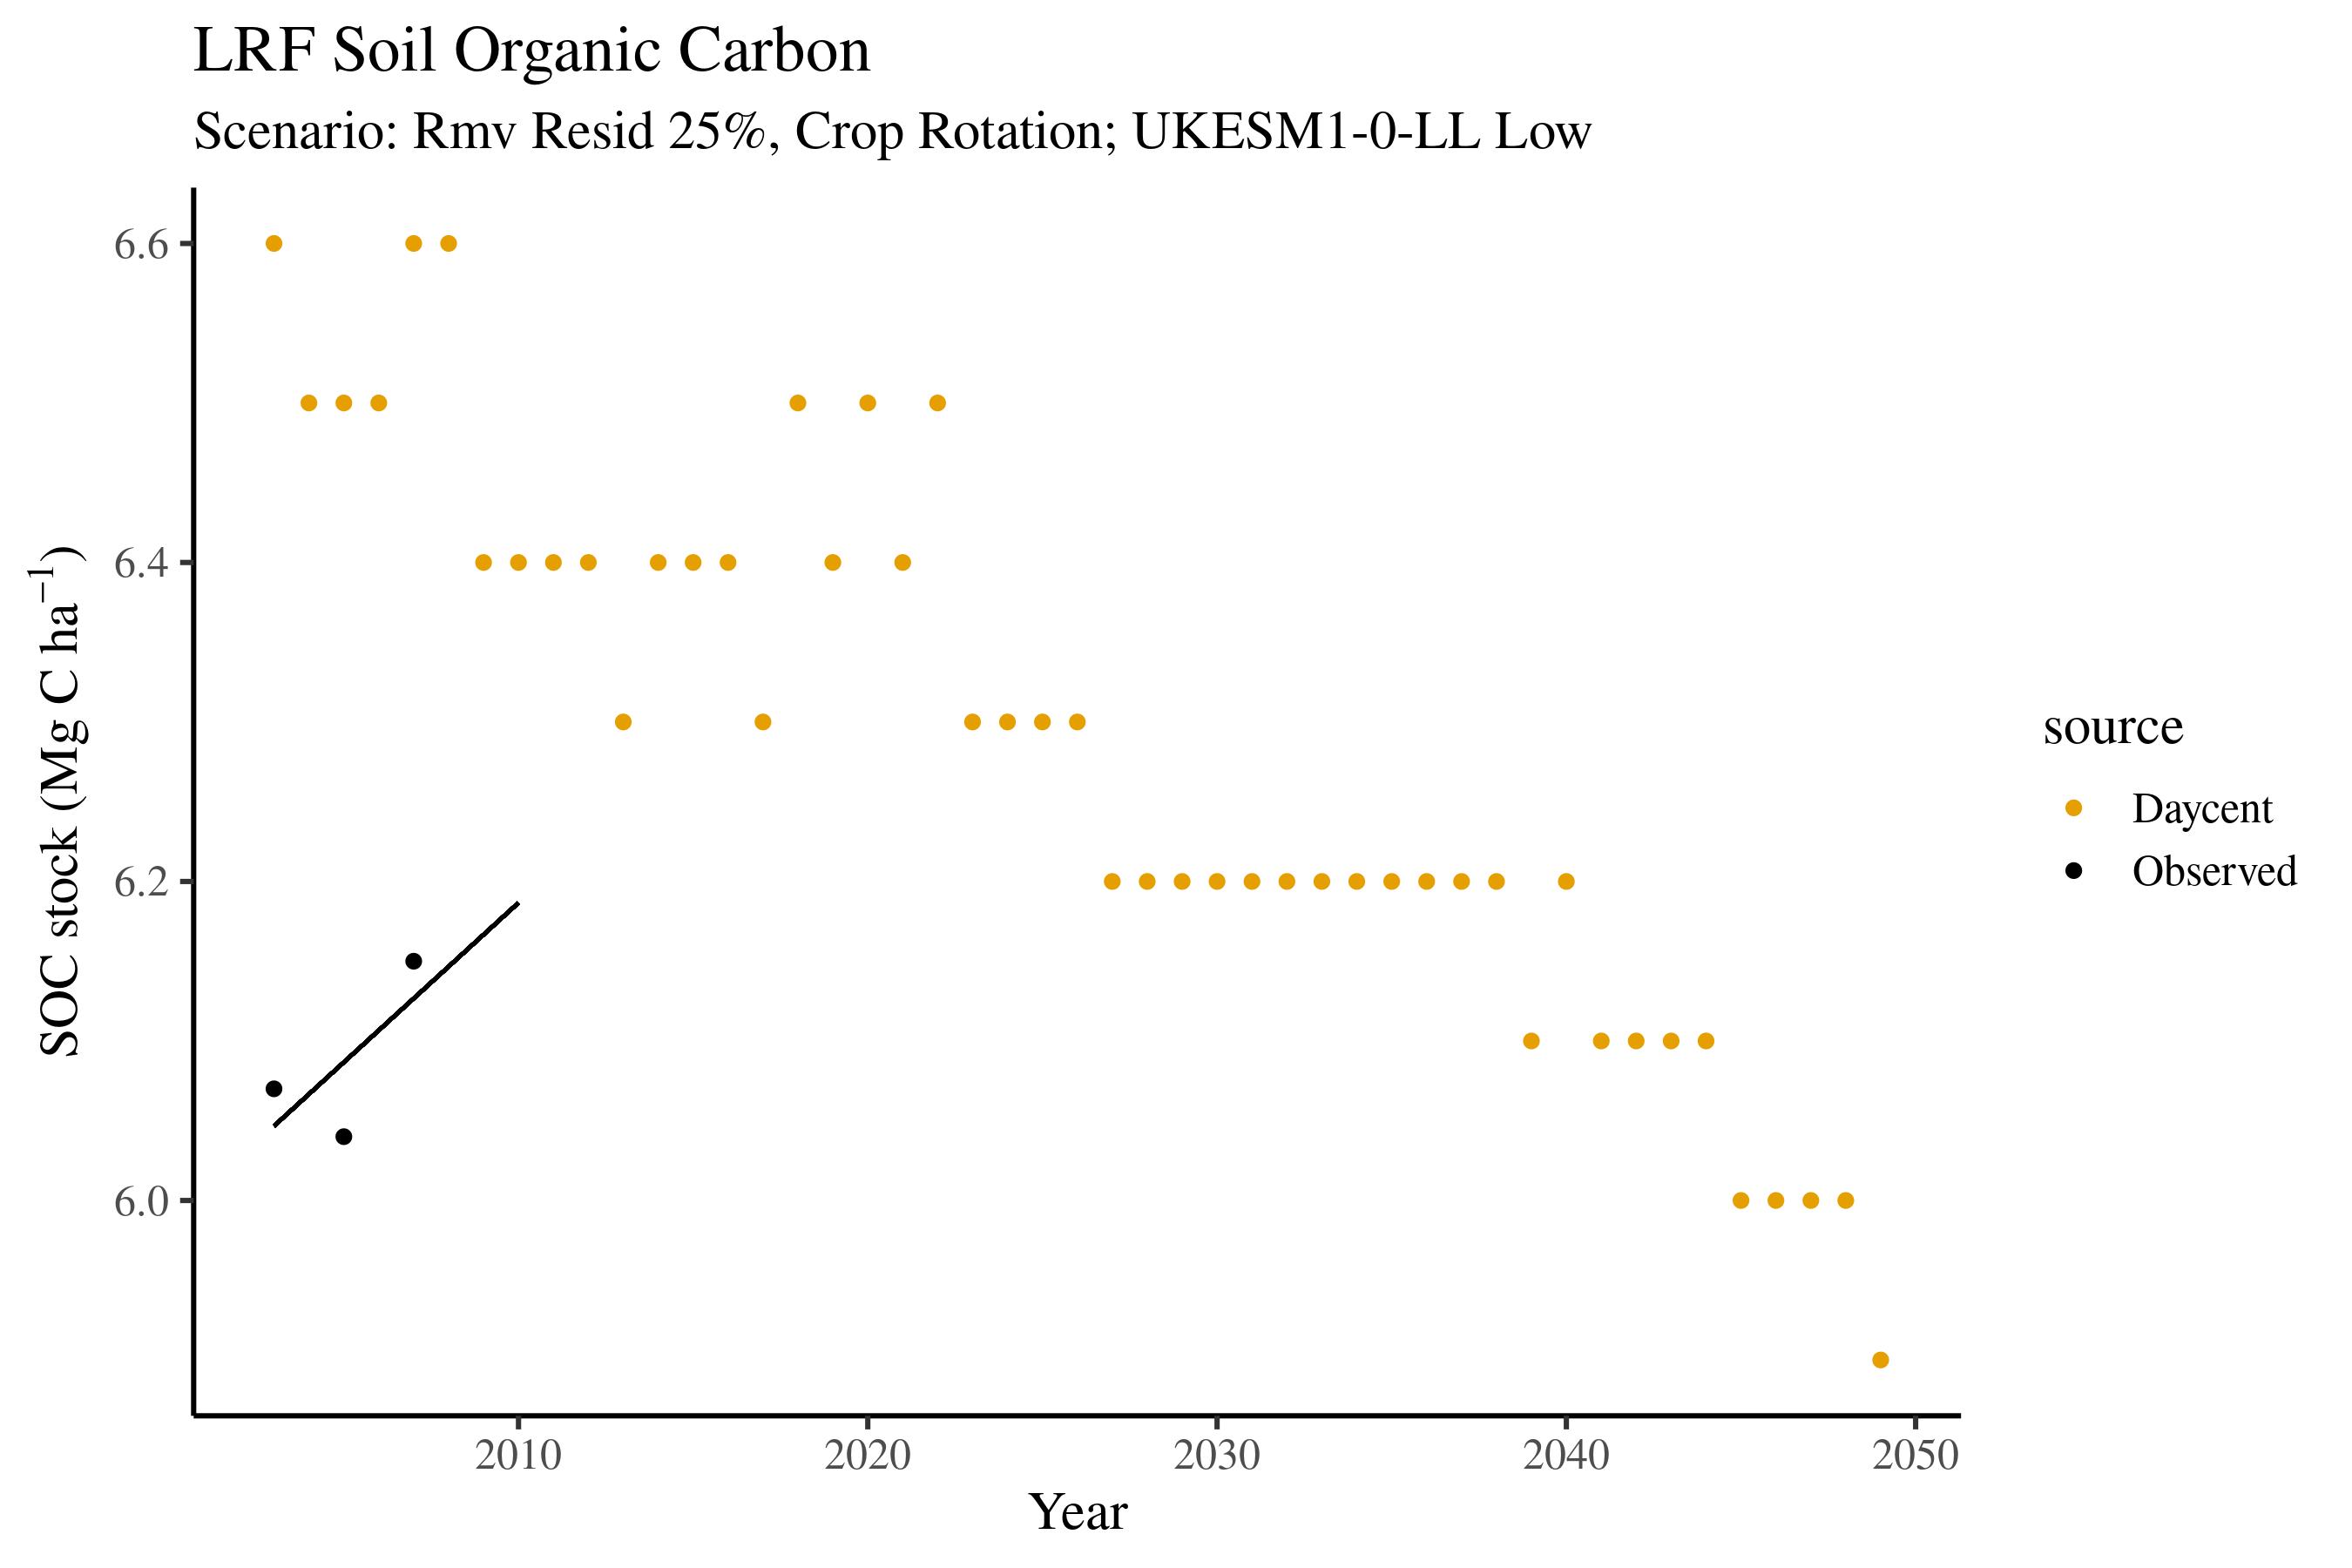 LRF Soil Organic Carbon
Scenario: Rmv Resid 25%, Crop Rotation; UKESM1-0-LL Low
SOC stock (Mg C ha⁻¹)
6.6
6.4
6.2
6.0
2010 2020 2030 2040 2050
Year
source
Daycent
Observed